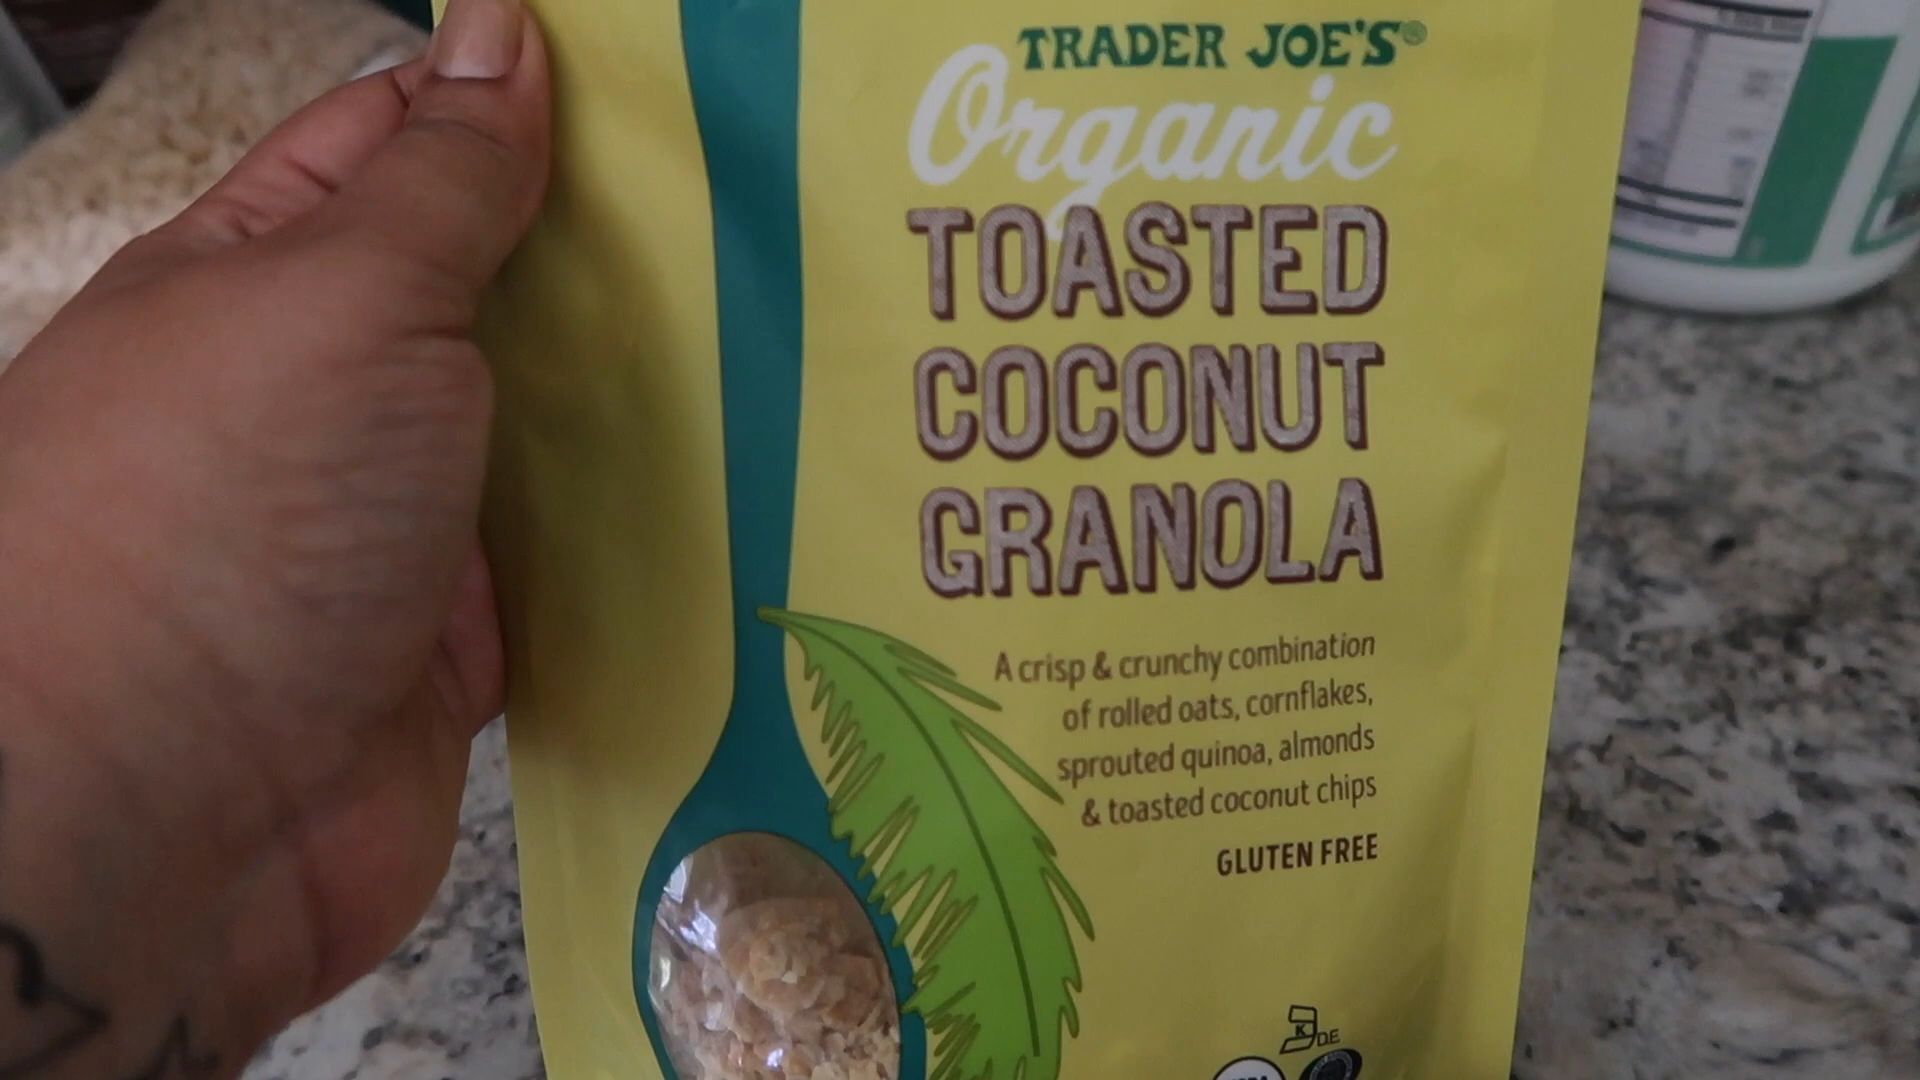 TRADER JOE'S®
Organic
TOASTED
COCONUT
GRANOLA
A crisp & crunchy combination
of rolled oats, cornflakes,
sprouted quinoa, almonds
& toasted coconut chips
GLUTEN FREE
K DE